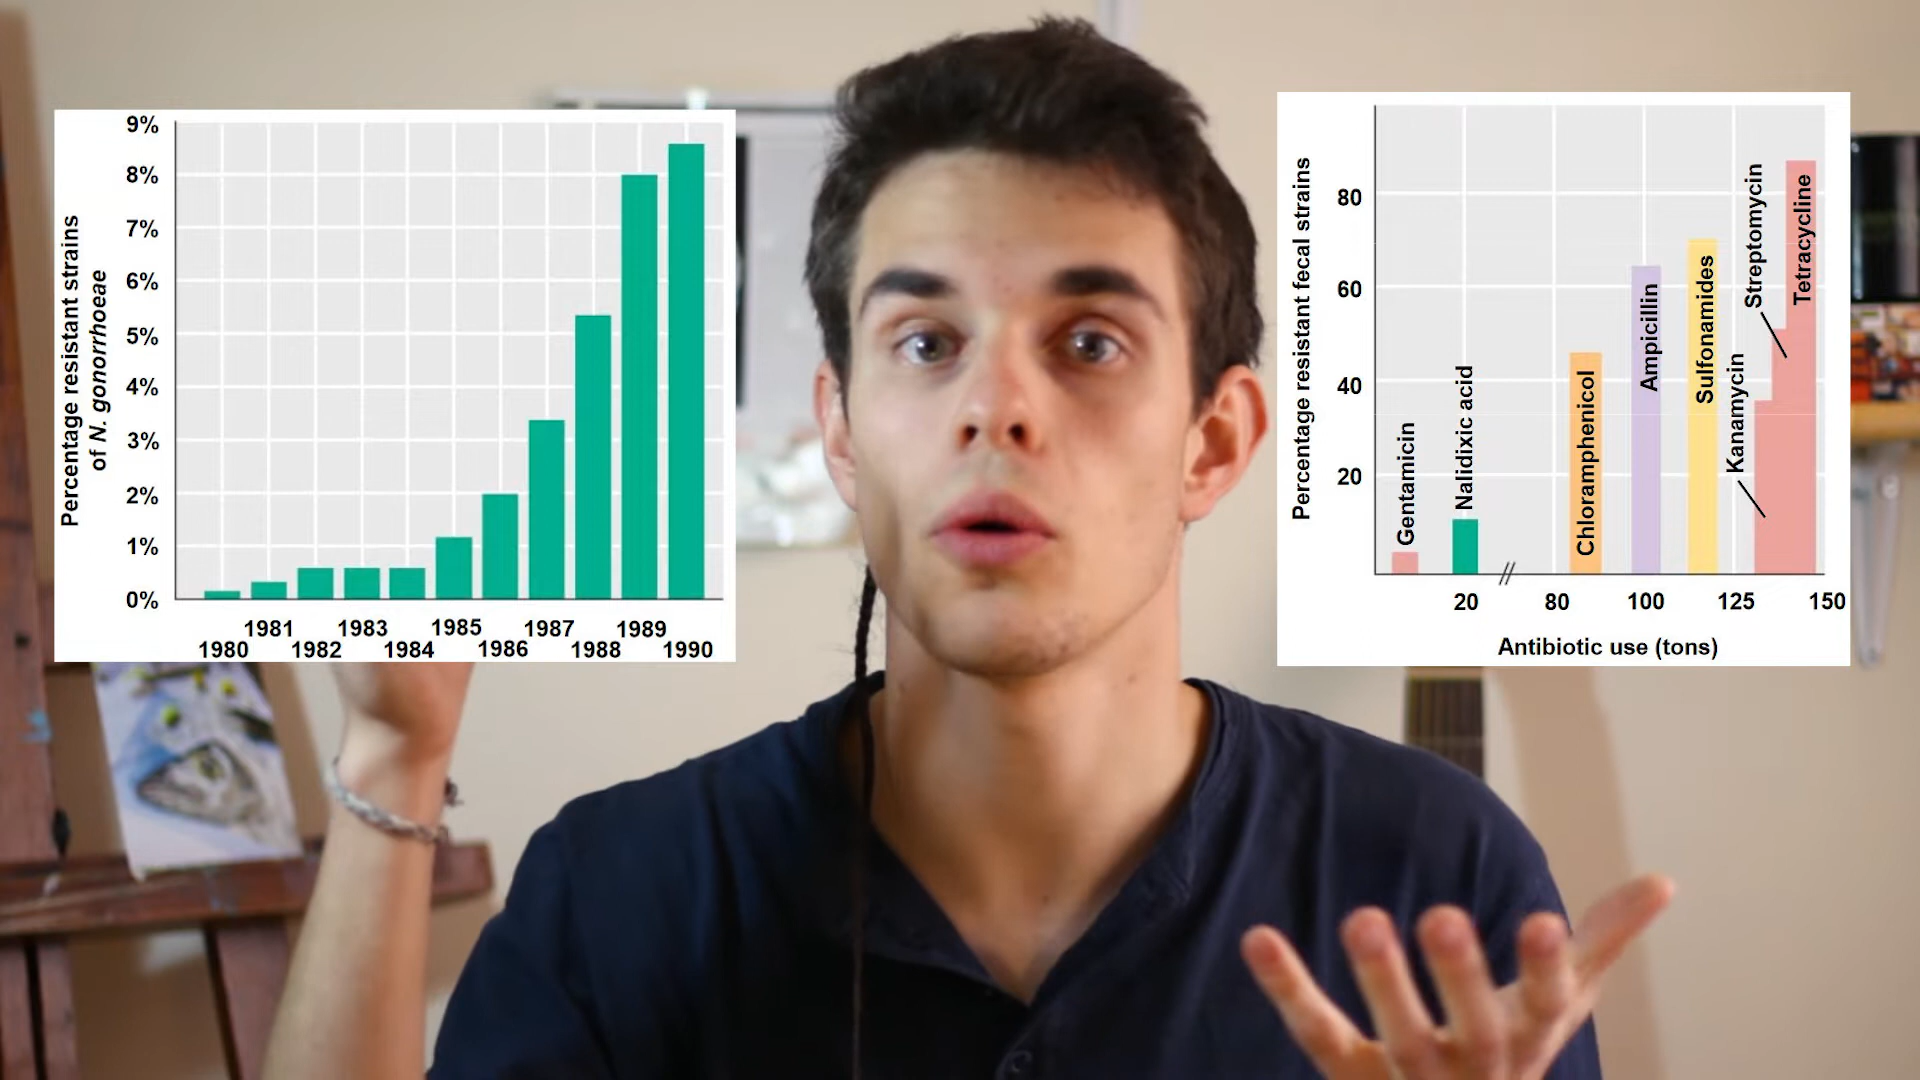 9%
8%
7%
6%
5%
4%
3%
2%
1%
0%
Percentage resistant strains
of N. gonorrhoeae
1981 1983 1985 1987 1989
1980 1982 1984 1986 1988 1990
80
60
40
20
Percentage resistant fecal strains
Gentamicin
Nalidixic acid
Chloramphenicol
Ampicillin
Sulfonamides
Kanamycin
Streptomycin
Tetracycline
20 // 80 100 125 150
Antibiotic use (tons)